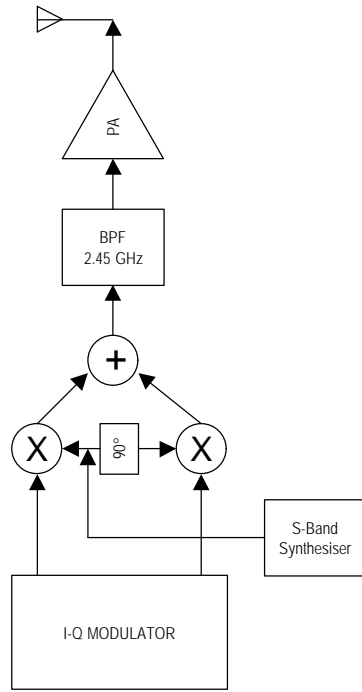 PA
BPF
2.45 GHz
+
X
90°
X
S-Band
Synthesiser
I-Q MODULATOR